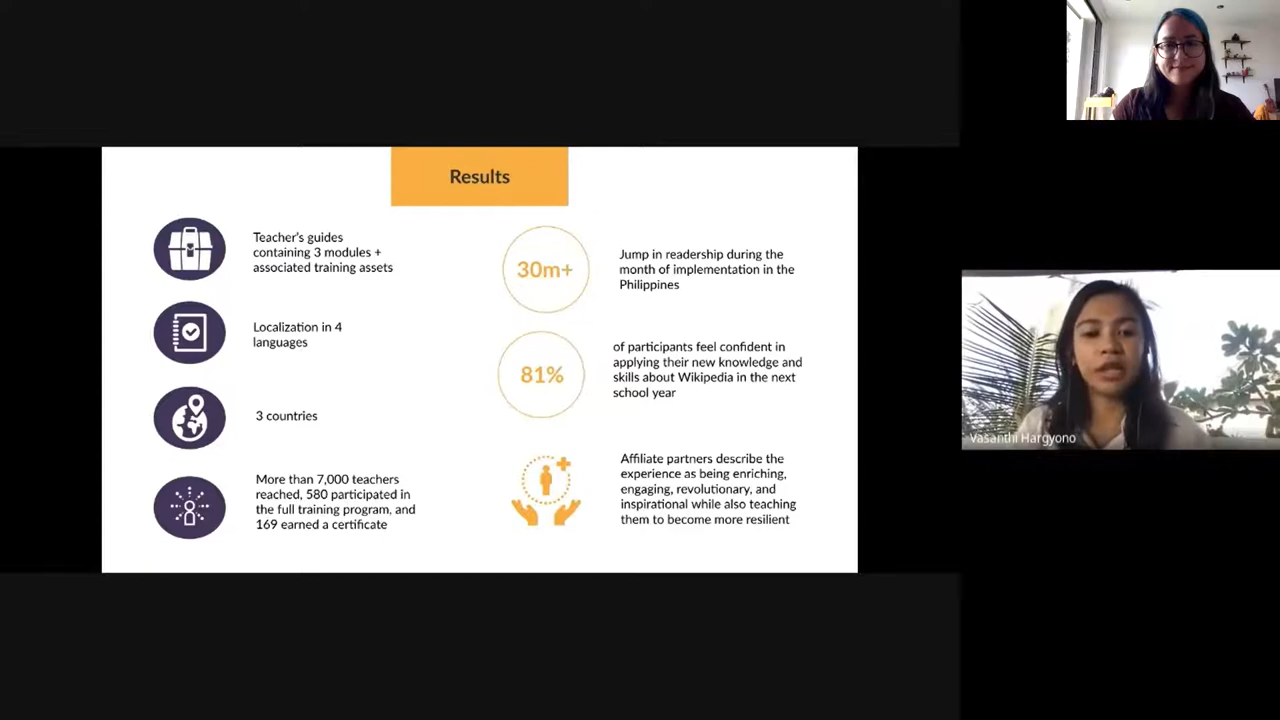 Results
Teacher's guides
containing 3 modules +
associated training assets
Localization in 4
languages
3 countries
More than 7,000 teachers
reached, 580 participated in
the full training program, and
169 earned a certificate
30m+
Jump in readership during the
month of implementation in the
Philippines
81%
of participants feel confident in
applying their new knowledge and
skills about Wikipedia in the next
school year
Affiliate partners describe the
experience as being enriching,
engaging, revolutionary, and
inspirational while also teaching
them to become more resilient
Vasanthi Hargyono